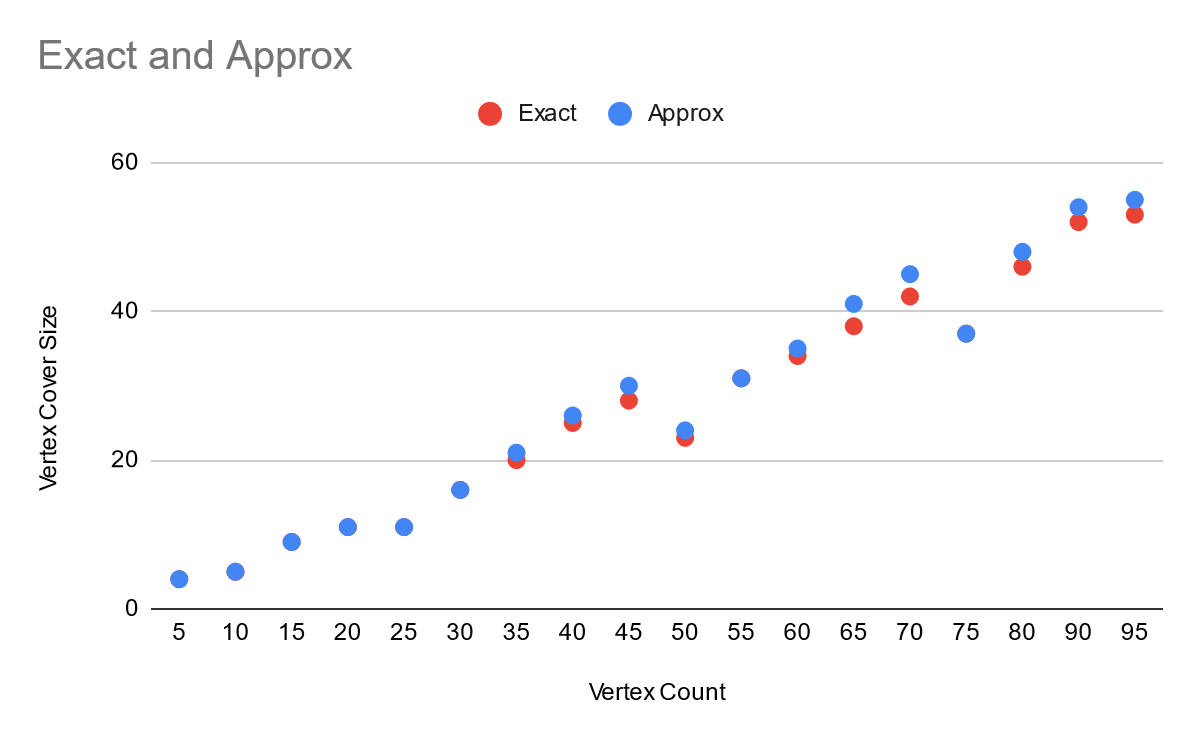 Exact and Approx
Exact Approx
60
40
20
0
Vertex Cover Size
5 10 15 20 25 30 35 40 45 50 55 60 65 70 75 80 90 95
Vertex Count